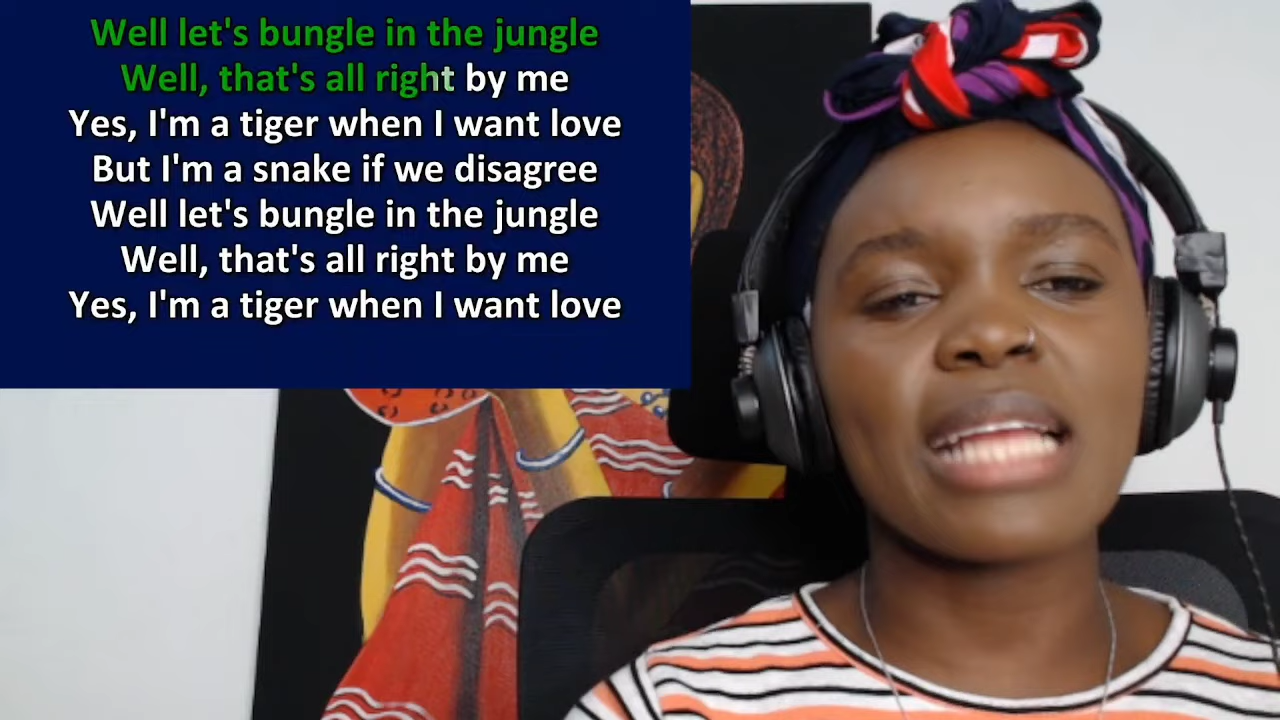 Well let's bungle in the jungle
Well, that's all right by me
Yes, I'm a tiger when I want love
But I'm a snake if we disagree
Well let's bungle in the jungle
Well, that's all right by me
Yes, I'm a tiger when I want love